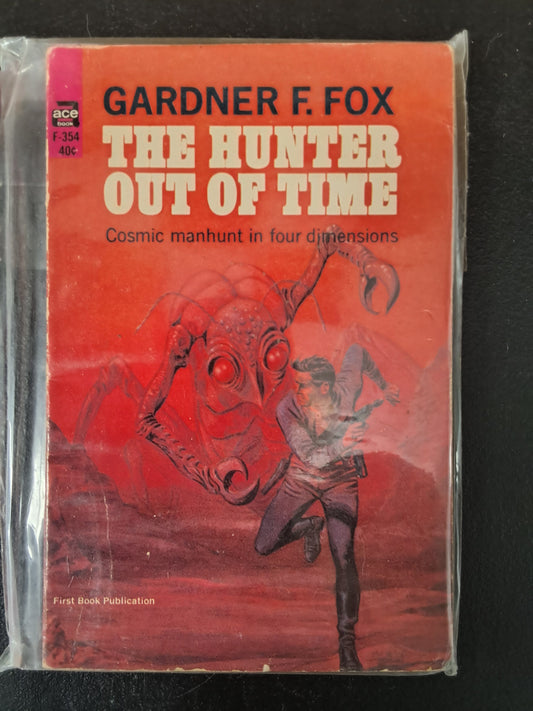 ace
book
F-354
40¢
GARDNER F. FOX
THE HUNTER
OUT OF TIME
Cosmic manhunt in four dimensions
First Book Publication